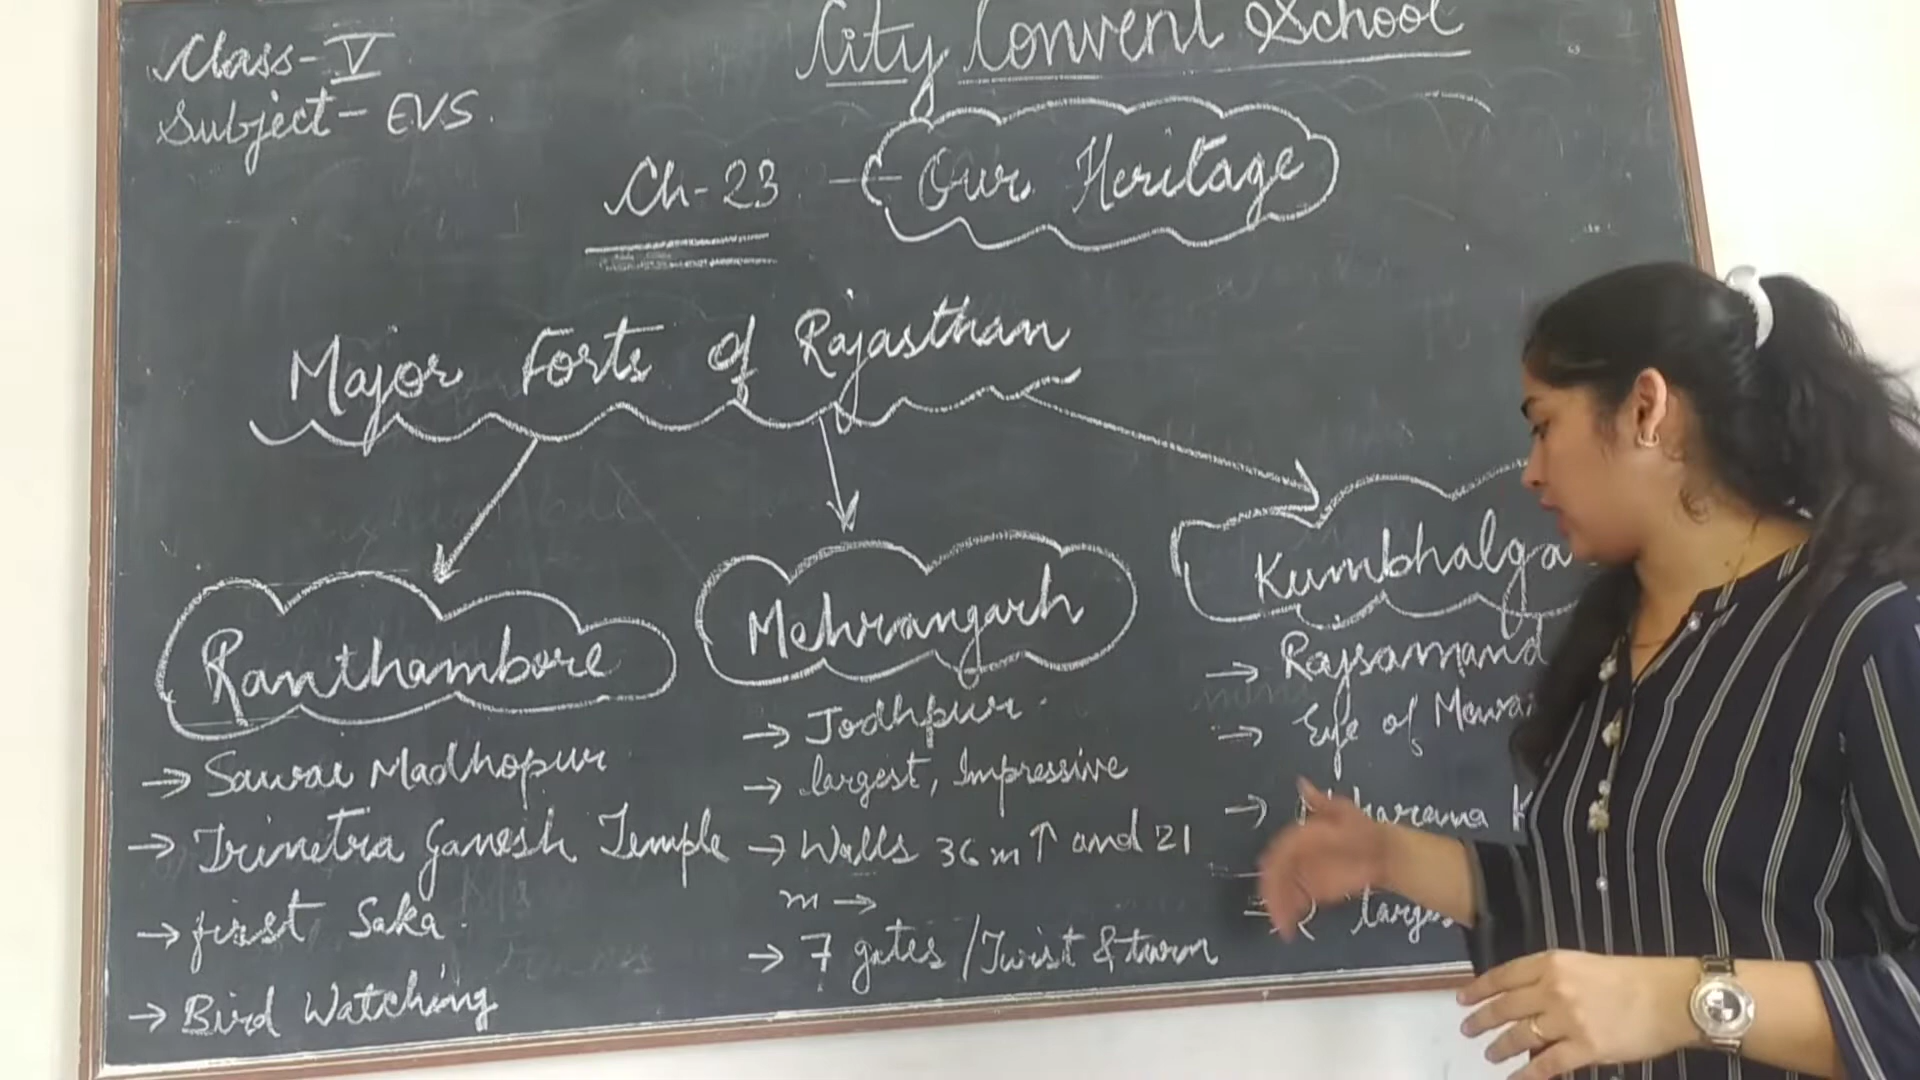 City Convent School
Class-V
Subject- EVS.
Ch-23 - Our Heritage
Major Forts of Rajasthan
Ranthambore
→ Sawai Madhopur
→ Trinetra Ganesh Temple
→ first Saka.
→ Bird Watching
Mehrangarh
→ Jodhpur.
→ largest, Impressive
→ Walls 36 m ↑ and 21
m →
→ 7 gates / Twist & turn
Kumbhalga
→ Rajsamand
→ Eye of
→
→